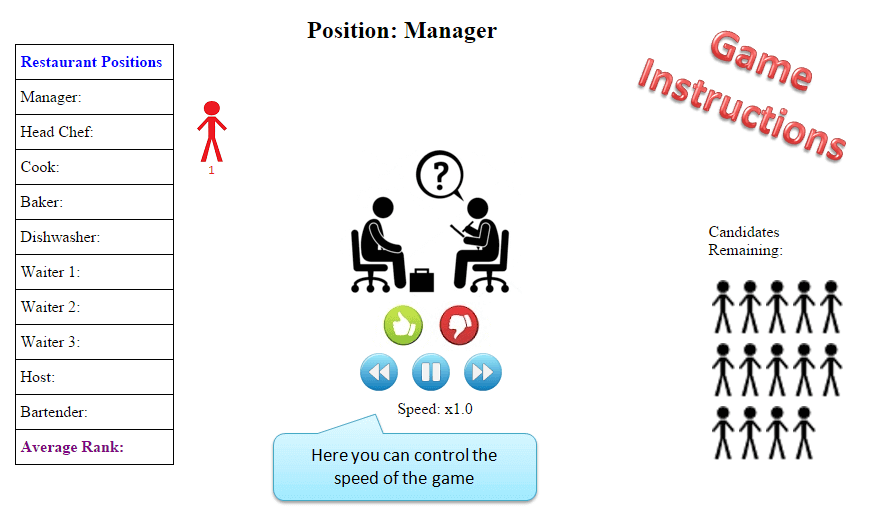 Position: Manager
Game
Instructions
Restaurant Positions
Manager:
Head Chef:
Cook:
Baker:
Dishwasher:
Waiter 1:
Waiter 2:
Waiter 3:
Host:
Bartender:
Average Rank:
1
?
Speed: x1.0
Here you can control the
speed of the game
Candidates
Remaining: